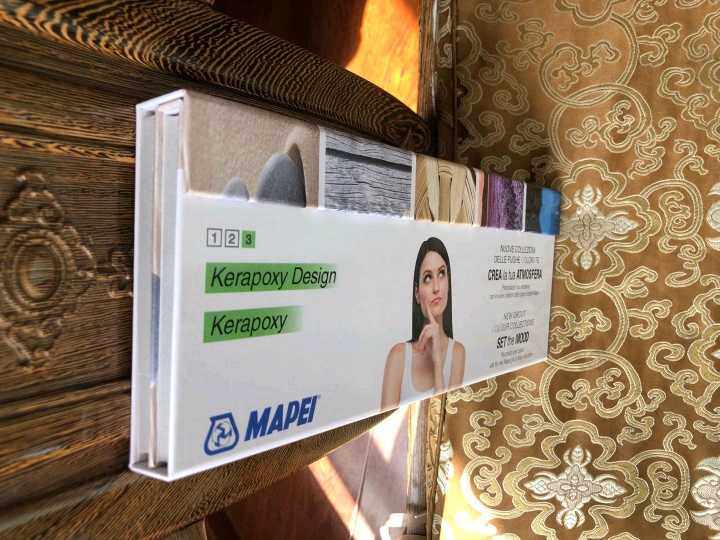 1 2 3
Kerapoxy Design
Kerapoxy
MAPEI
NUOVE COLLEZIONI
DELLE FUGHE COLORATE
CREA la tua ATMOSFERA
NEW GROUT
COLOUR COLLECTIONS
SET the MOOD